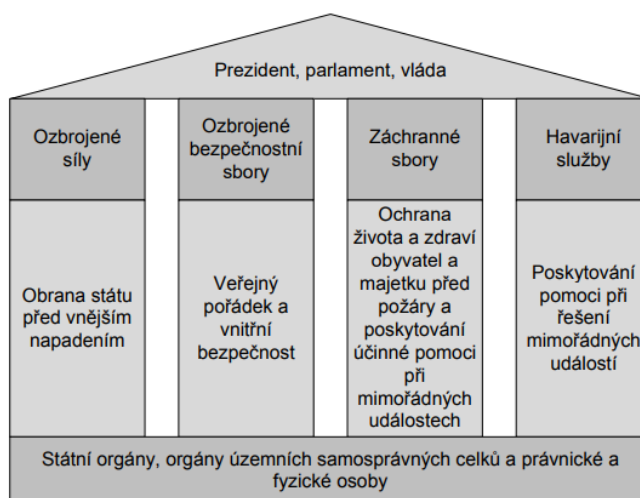 Prezident, parlament, vláda
Ozbrojené
síly
Ozbrojené
bezpečnostní
sbory
Záchranné
sbory
Havarijní
služby
Obrana státu
před vnějším
napadením
Veřejný
pořádek a
vnitřní
bezpečnost
Ochrana
života a zdraví
obyvatel a
majetku před
požáry a
poskytování
účinné pomoci
při
mimořádných
událostech
Poskytování
pomoci při
řešení
mimořádných
událostí
Státní orgány, orgány územních samosprávných celků a právnické a
fyzické osoby